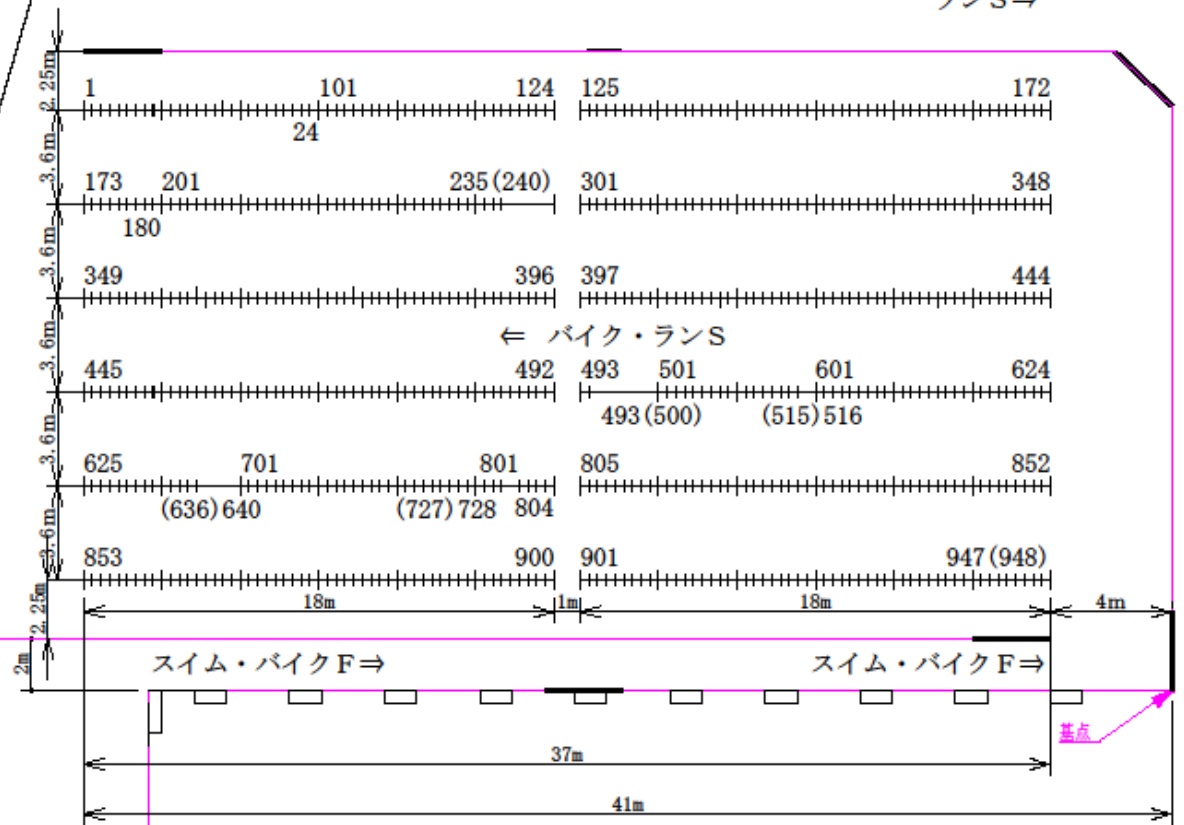 ランS⇒
2.25m
1 101 124 125 172
24
3.6m
173 201 235(240) 301 348
180
3.6m
349 396 397 444
⇐ バイク・ランS
3.6m
445 492 493 501 601 624
493(500) (515)516
3.6m
625 701 801 805 852
(636)640 (727)728 804
3.6m
853 900 901 947(948)
18m 1m 18m 4m
2.25m
スイム・バイクF⇒ スイム・バイクF⇒
2m
基点
37m
41m